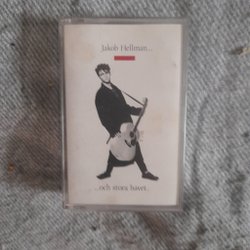 Jakob Hellman...
...och stora havet.